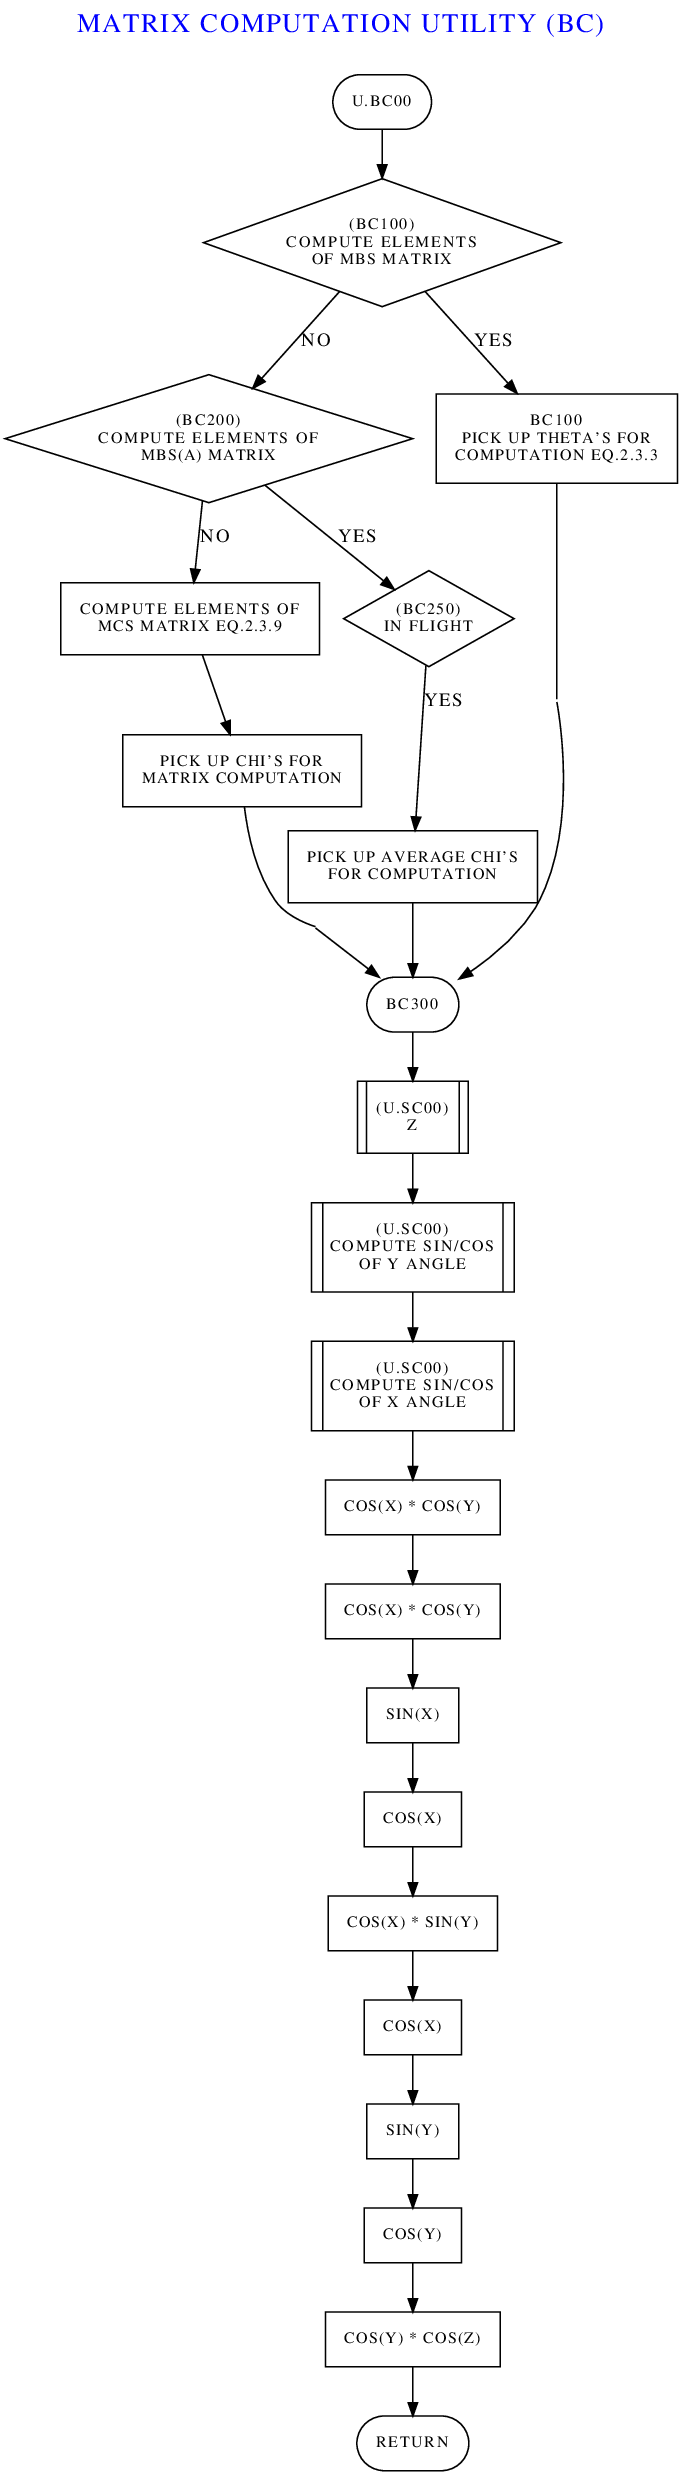 MATRIX COMPUTATION UTILITY (BC)
U.BC00
(BC100)
COMPUTE ELEMENTS
OF MBS MATRIX
NO
YES
(BC200)
COMPUTE ELEMENTS OF
MBS(A) MATRIX
BC100
PICK UP THETA'S FOR
COMPUTATION EQ.2.3.3
NO
YES
COMPUTE ELEMENTS OF
MCS MATRIX EQ.2.3.9
(BC250)
IN FLIGHT
YES
PICK UP CHI'S FOR
MATRIX COMPUTATION
PICK UP AVERAGE CHI'S
FOR COMPUTATION
BC300
(U.SC00)
Z
(U.SC00)
COMPUTE SIN/COS
OF Y ANGLE
(U.SC00)
COMPUTE SIN/COS
OF X ANGLE
COS(X) * COS(Y)
COS(X) * COS(Y)
SIN(X)
COS(X)
COS(X) * SIN(Y)
COS(X)
SIN(Y)
COS(Y)
COS(Y) * COS(Z)
RETURN